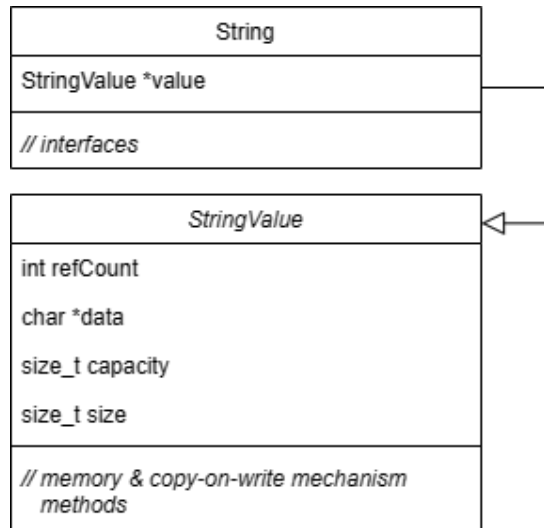 String
StringValue *value
// interfaces
StringValue
int refCount
char *data
size_t capacity
size_t size
// memory & copy-on-write mechanism
methods